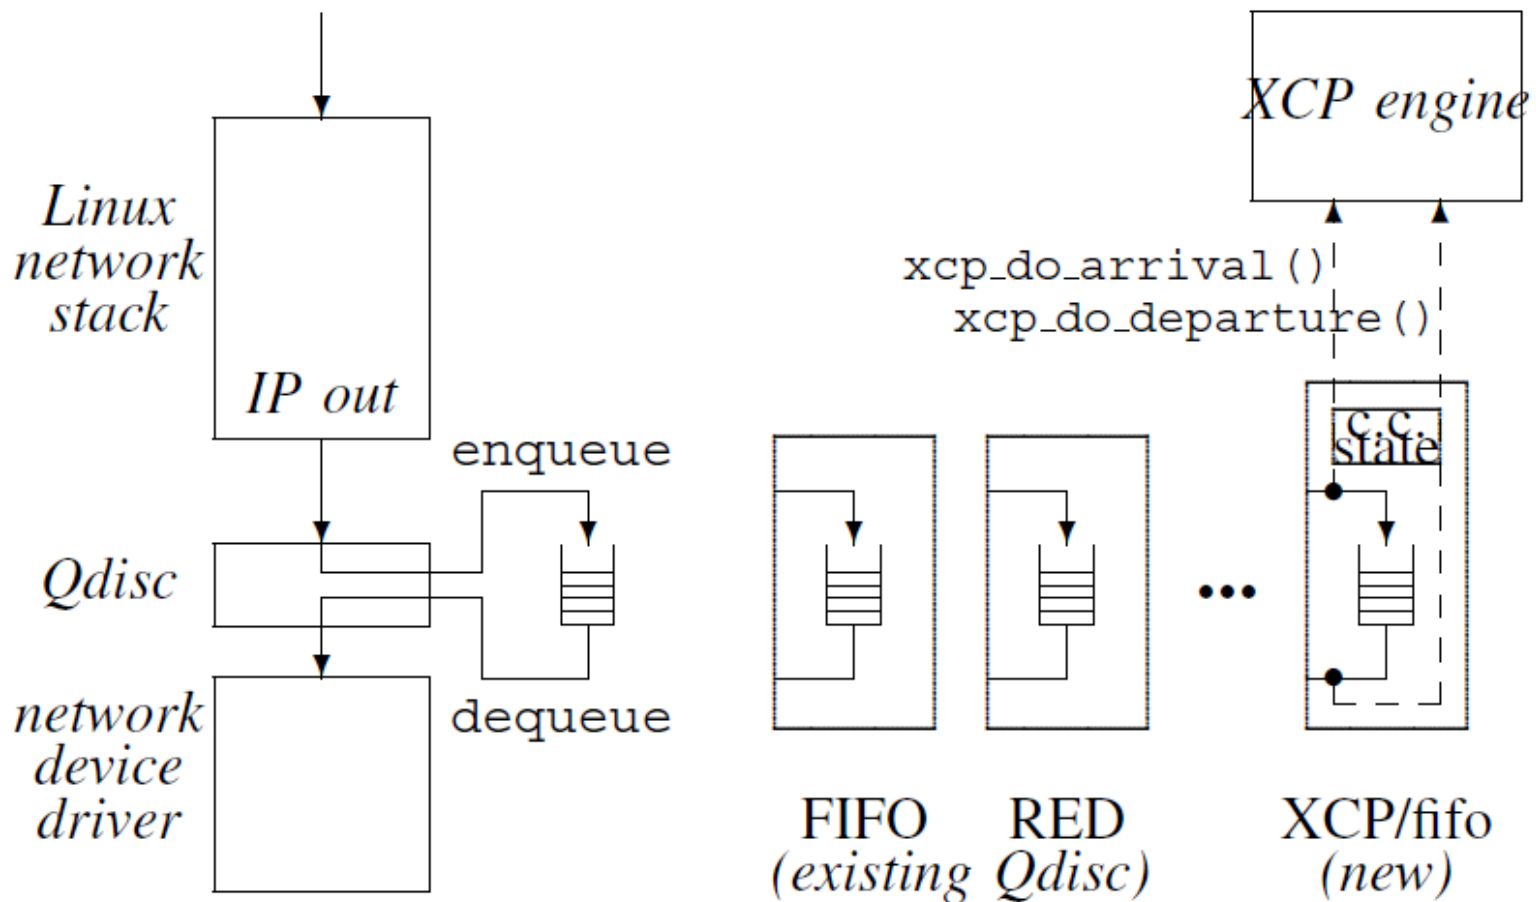 XCP engine
Linux
network
stack
xcp_do_arrival()
xcp_do_departure()
IP out
enqueue
c.c.
state
Qdisc
•••
dequeue
network
device
driver
FIFO
RED
(existing Qdisc)
XCP/fifo
(new)